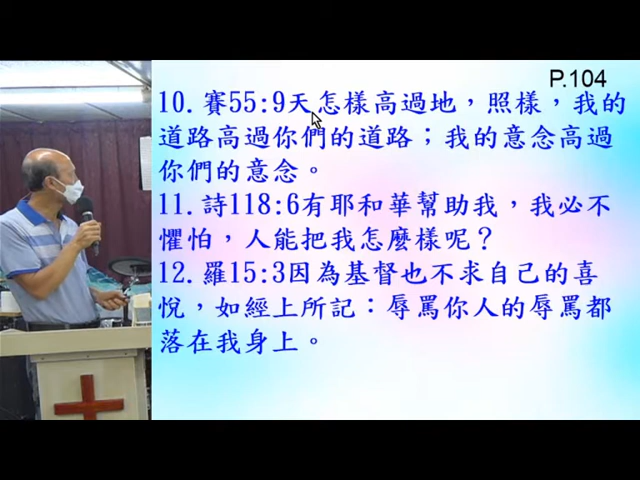 P.104
10.賽55:9天怎樣高過地，照樣，我的
道路高過你們的道路；我的意念高過
你們的意念。
11.詩118:6有耶和華幫助我，我必不
懼怕，人能把我怎麼樣呢？
12.羅15:3因為基督也不求自己的喜
悅，如經上所記：辱罵你人的辱罵都
落在我身上。